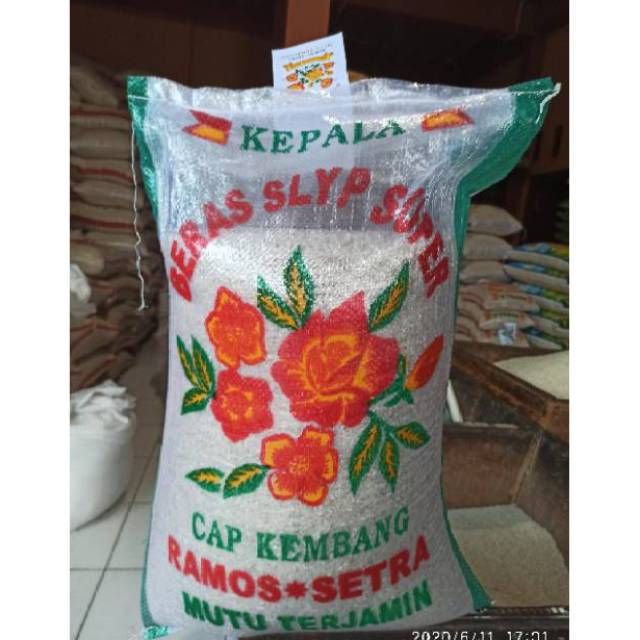 KEPALA
BERAS SLYP SUPER
CAP KEMBANG
RAMOS*SETRA
MUTU TERJAMIN
2020/6/11 17:01